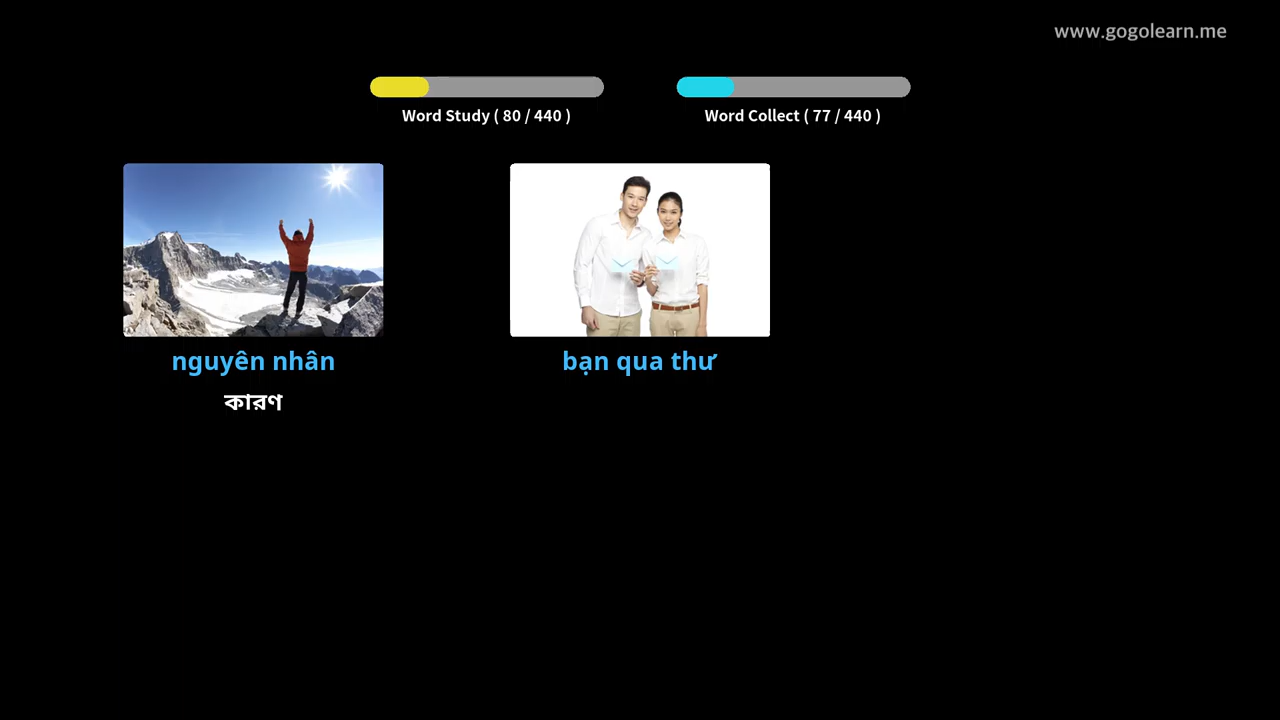 www.gogolearn.me
Word Study ( 80 / 440 )
Word Collect ( 77 / 440 )
nguyên nhân
কারণ
bạn qua thư